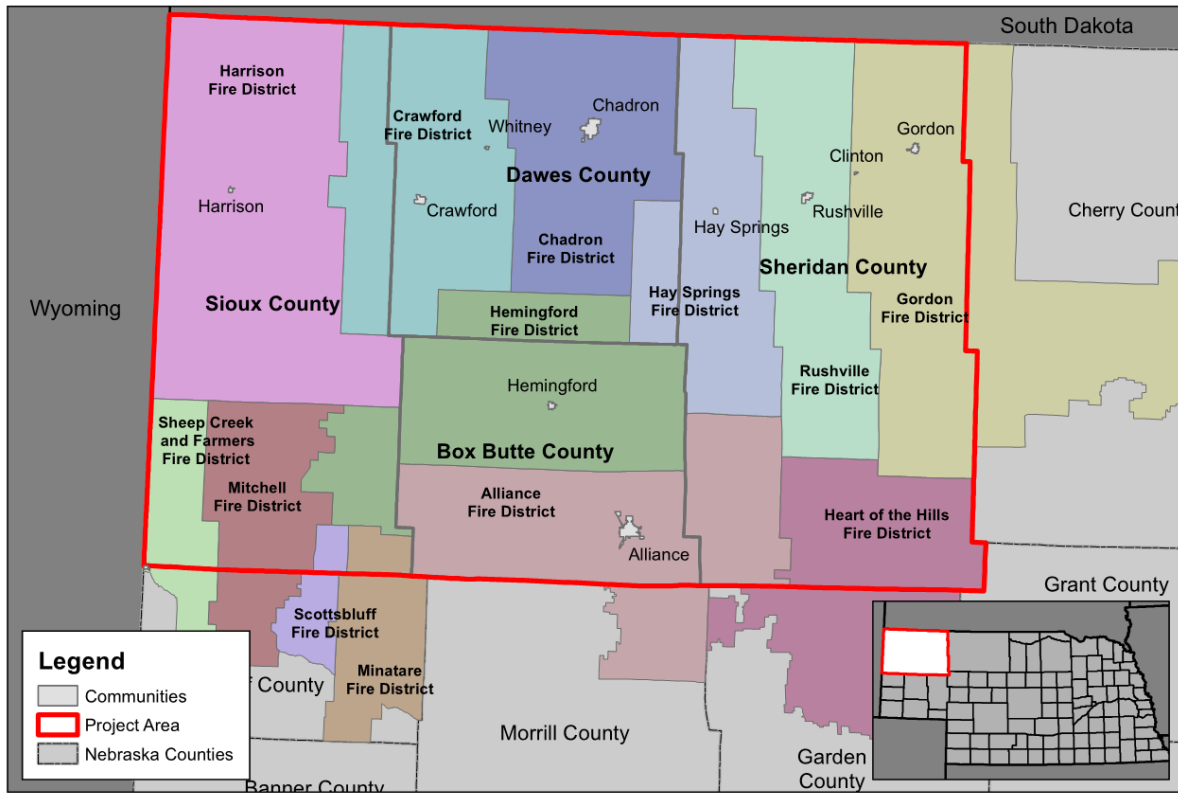 South Dakota
Harrison
Fire District
Crawford
Fire District
Whitney
Chadron
Gordon
Clinton
Dawes County
Harrison
Crawford
Hay Springs
Rushville
Cherry Count
Chadron
Fire District
Sheridan County
Wyoming
Sioux County
Hay Springs
Fire District
Gordon
Fire District
Hemingford
Fire District
Rushville
Fire District
Hemingford
Sheep Creek
and Farmers
Fire District
Box Butte County
Mitchell
Fire District
Alliance
Fire District
Heart of the Hills
Fire District
Alliance
Grant County
Scottsbluff
Fire District
Minatare
Fire District
f County
Morrill County
Garden
County
Banner County
Legend
Communities
Project Area
Nebraska Counties